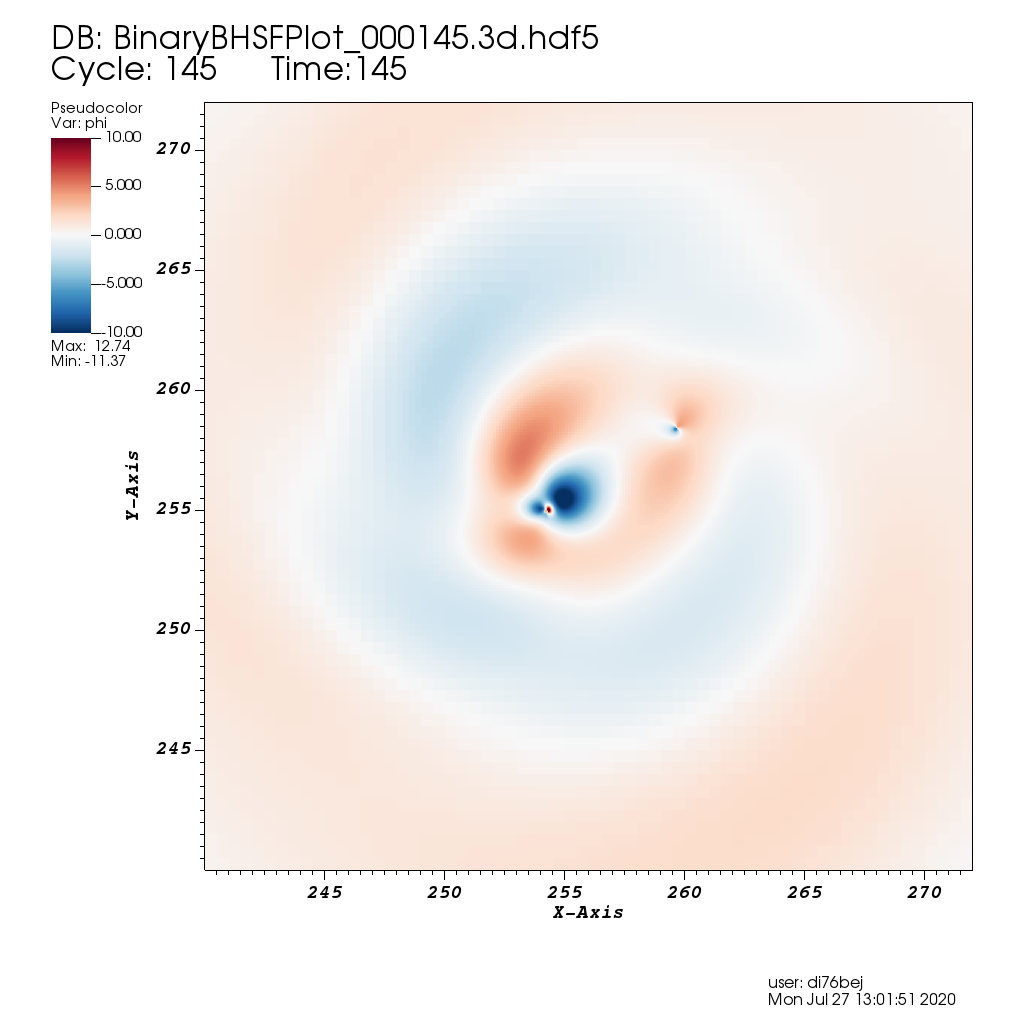 DB: BinaryBHSFPlot_000145.3d.hdf5
Cycle: 145 Time:145
Pseudocolor
Var: phi
10.00
5.000
0.000
-5.000
-10.00
Max: 12.74
Min: -11.37
270
265
260
255
250
245
Y-Axis
245 250 255 260 265 270
X-Axis
user: di76bej
Mon Jul 27 13:01:51 2020